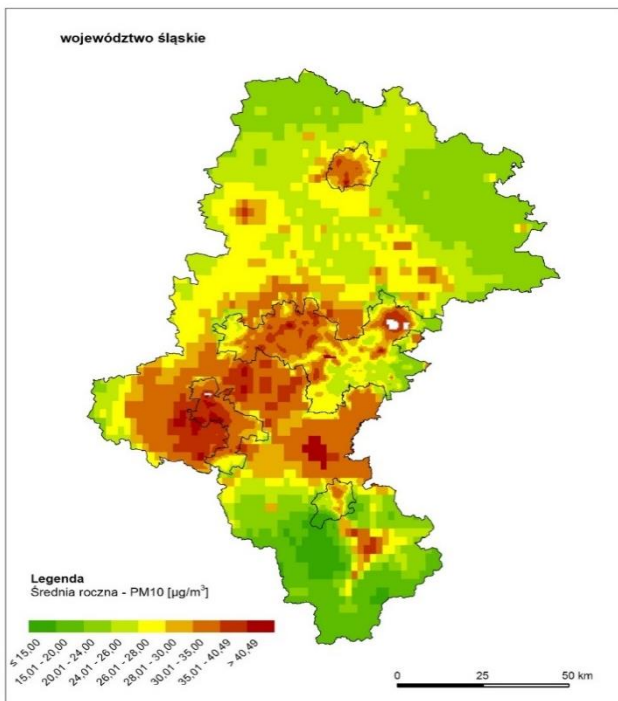 województwo śląskie
Legenda
Średnia roczna - PM10 [µg/m³]
≤ 15,00
15,01 - 20,00
20,01 - 24,00
24,01 - 26,00
26,01 - 28,00
28,01 - 30,00
30,01 - 35,00
35,01 - 40,49
> 40,49
0 25 50 km